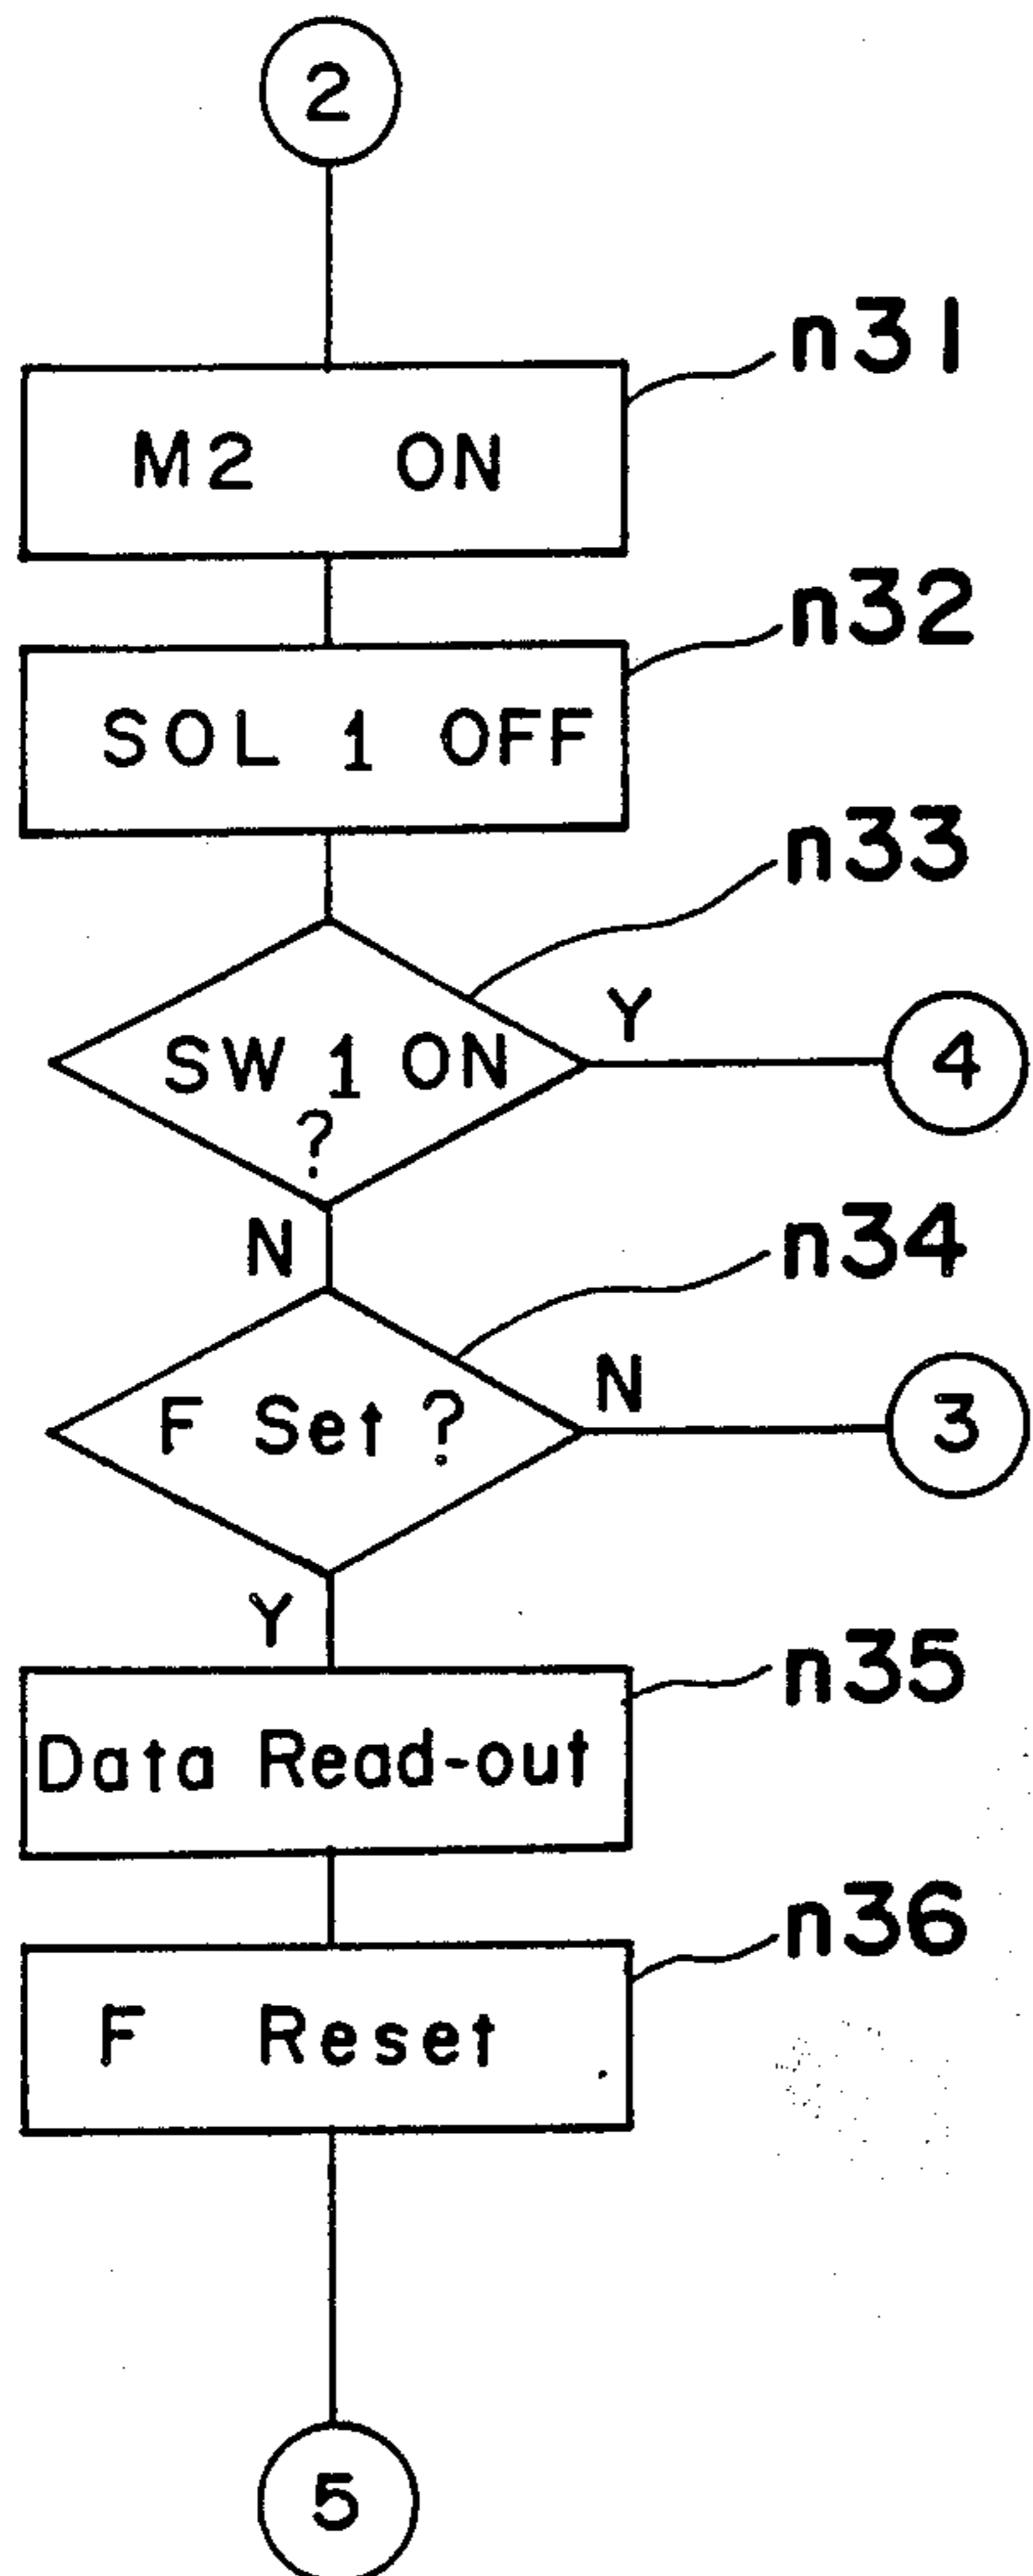 2
n31
M2 ON
n32
SOL 1 OFF
n33
SW 1 ON
?
Y
4
N
n34
F Set ?
N
3
Y
n35
Data Read-out
n36
F Reset
5